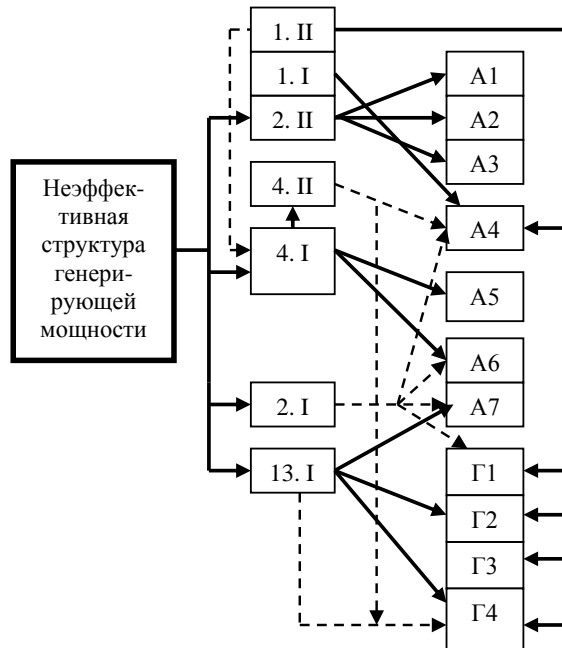 1. II
1. I
2. II
4. II
4. I
2. I
13. I
Неэффек-
тивная
структура
генери-
рующей
мощности
А1
А2
А3
А4
А5
А6
А7
Г1
Г2
Г3
Г4